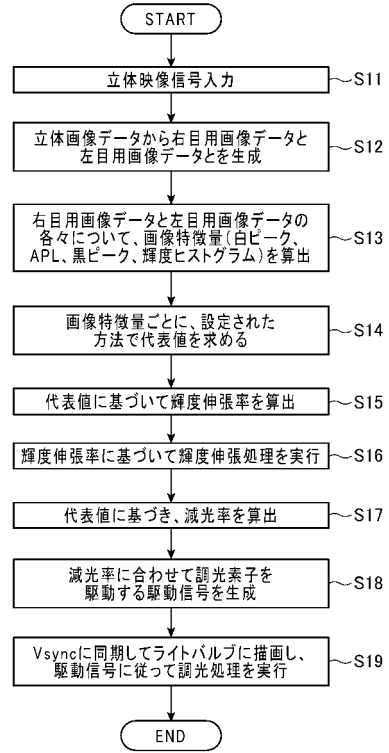 START
立体映像信号入力
S11
立体画像データから右目用画像データと
左目用画像データとを生成
S12
右目用画像データと左目用画像データの
各々について、画像特徴量(白ピーク、
APL、黒ピーク、輝度ヒストグラム)を算出
S13
画像特徴量ごとに、設定された
方法で代表値を求める
S14
代表値に基づいて輝度伸張率を算出
S15
輝度伸張率に基づいて輝度伸張処理を実行
S16
代表値に基づき、減光率を算出
S17
減光率に合わせて調光素子を
駆動する駆動信号を生成
S18
Vsyncに同期してライトバルブに描画し、
駆動信号に従って調光処理を実行
S19
END